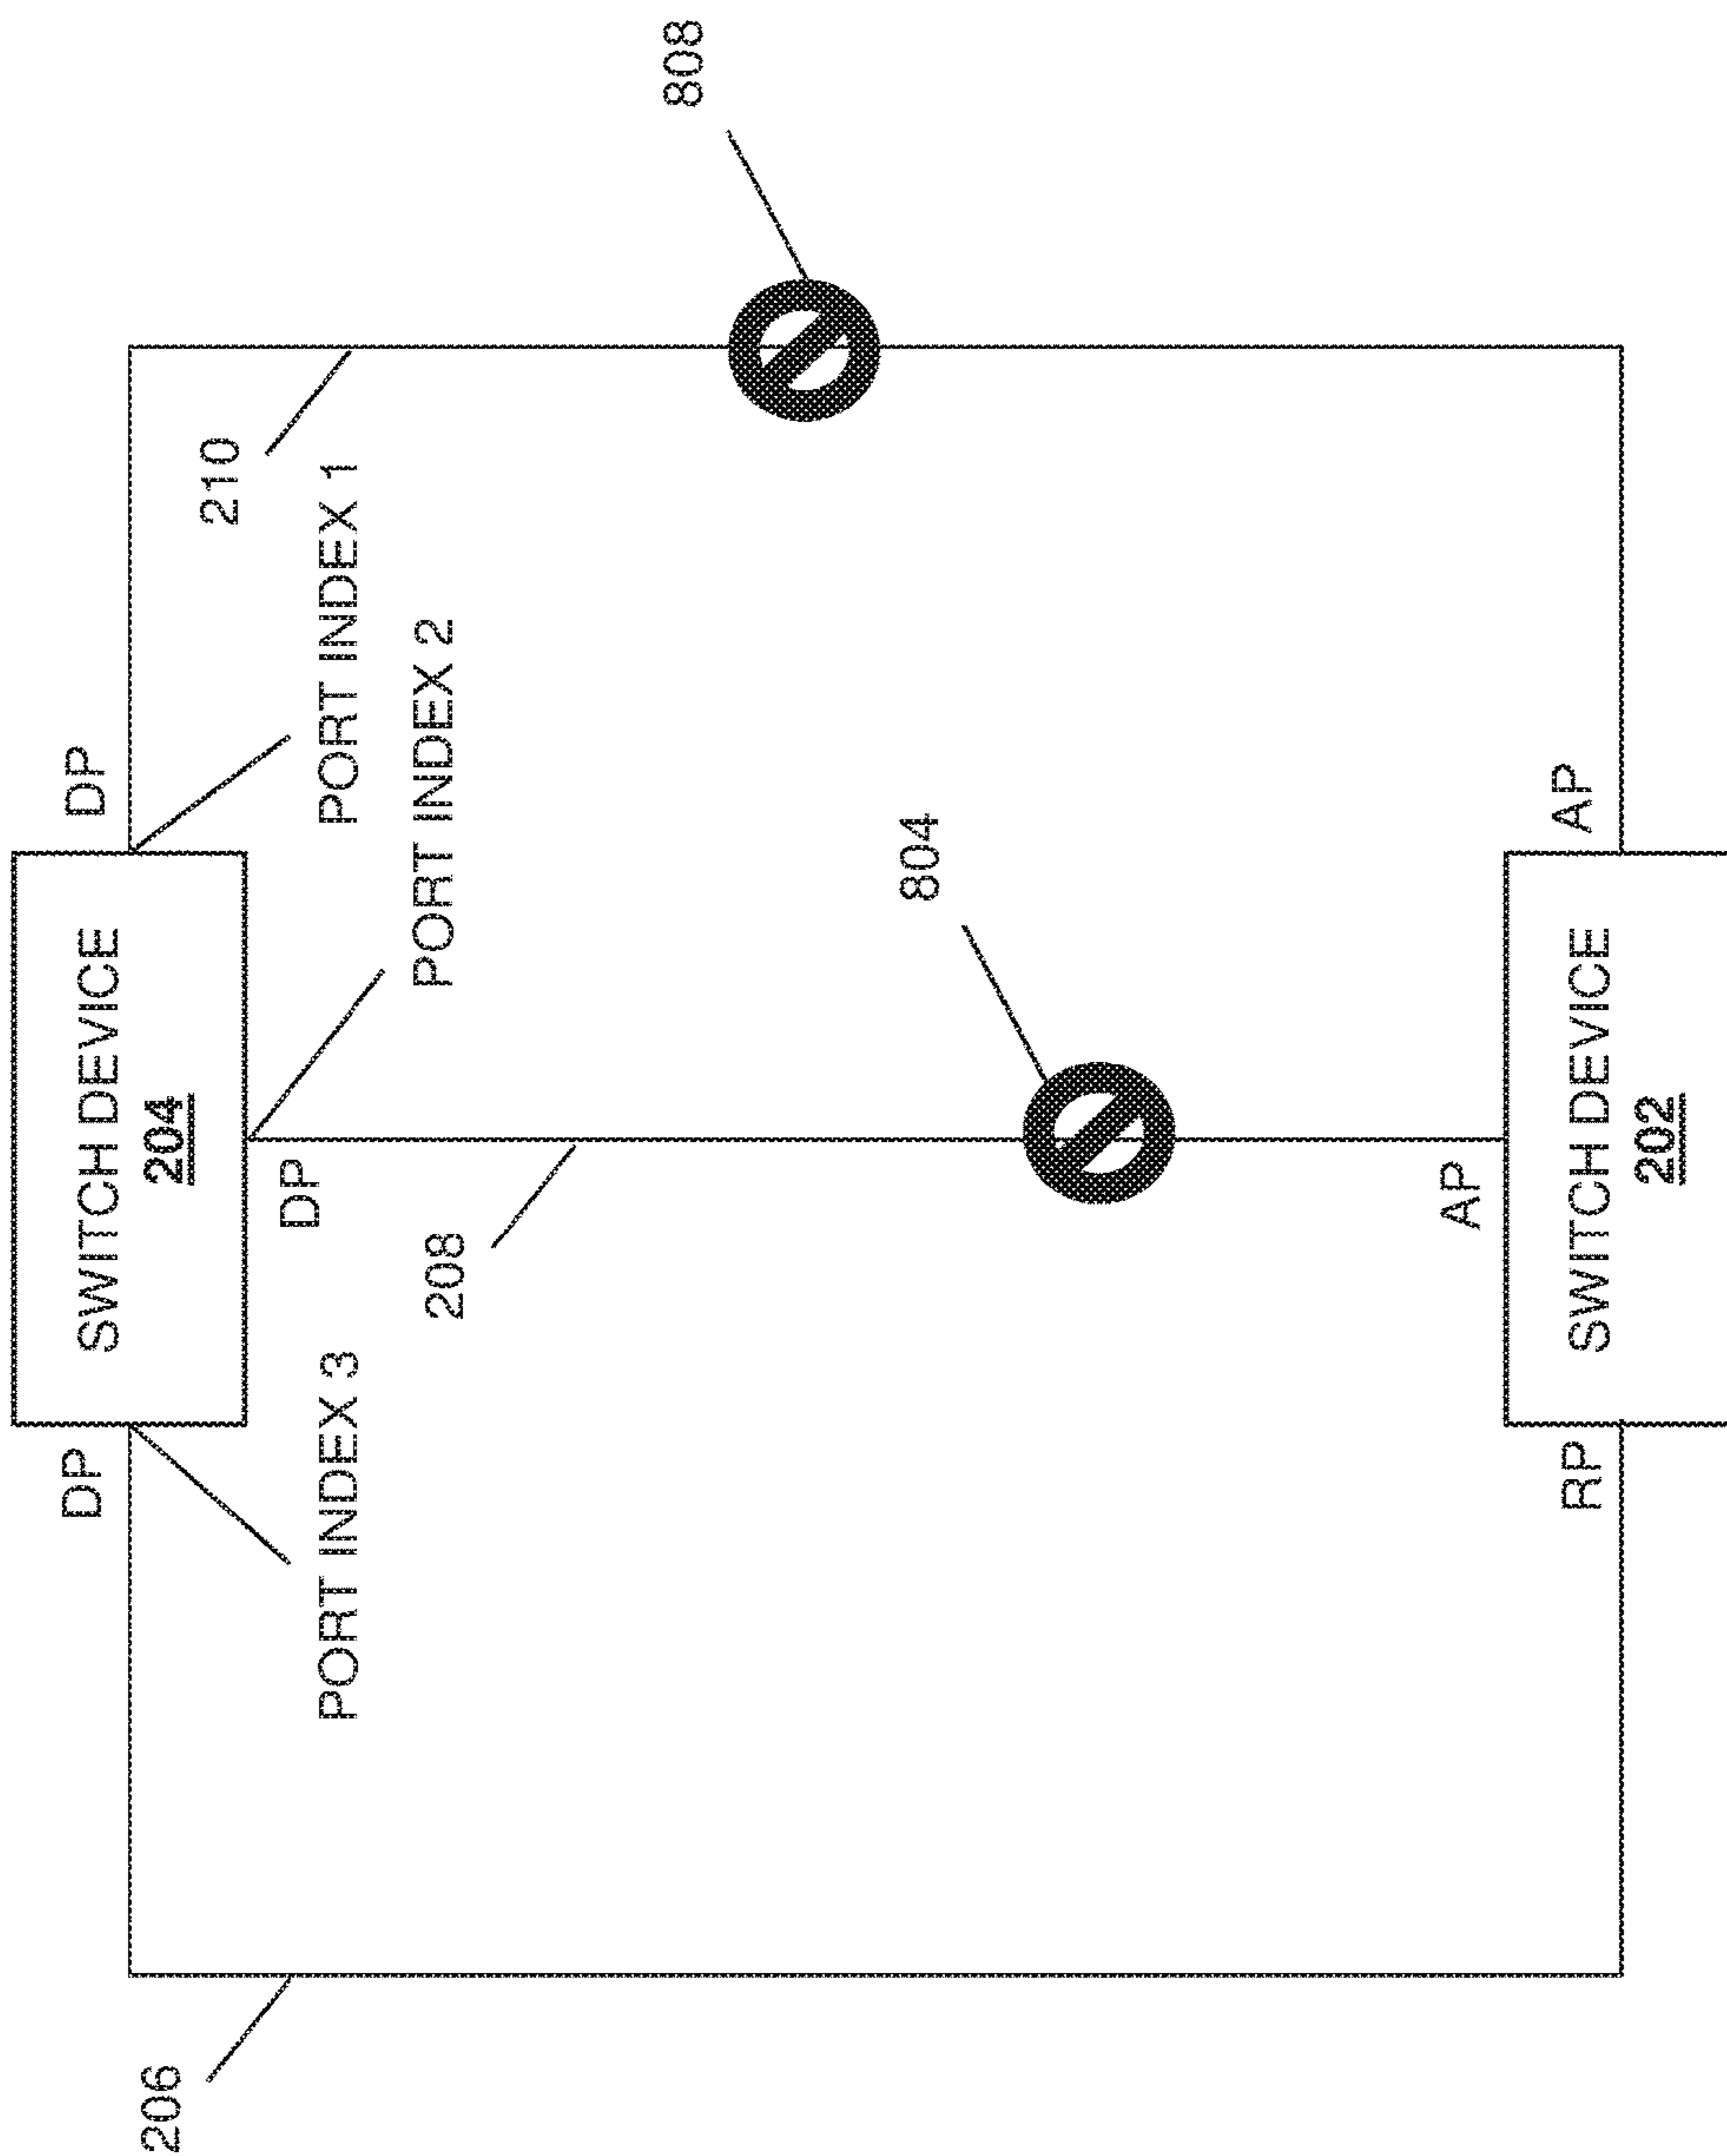 DP
SWITCH DEVICE
204
DP
206
210
DP
PORT INDEX 3
PORT INDEX 1
PORT INDEX 2
208
808
804
AP
RP
SWITCH DEVICE
202
AP